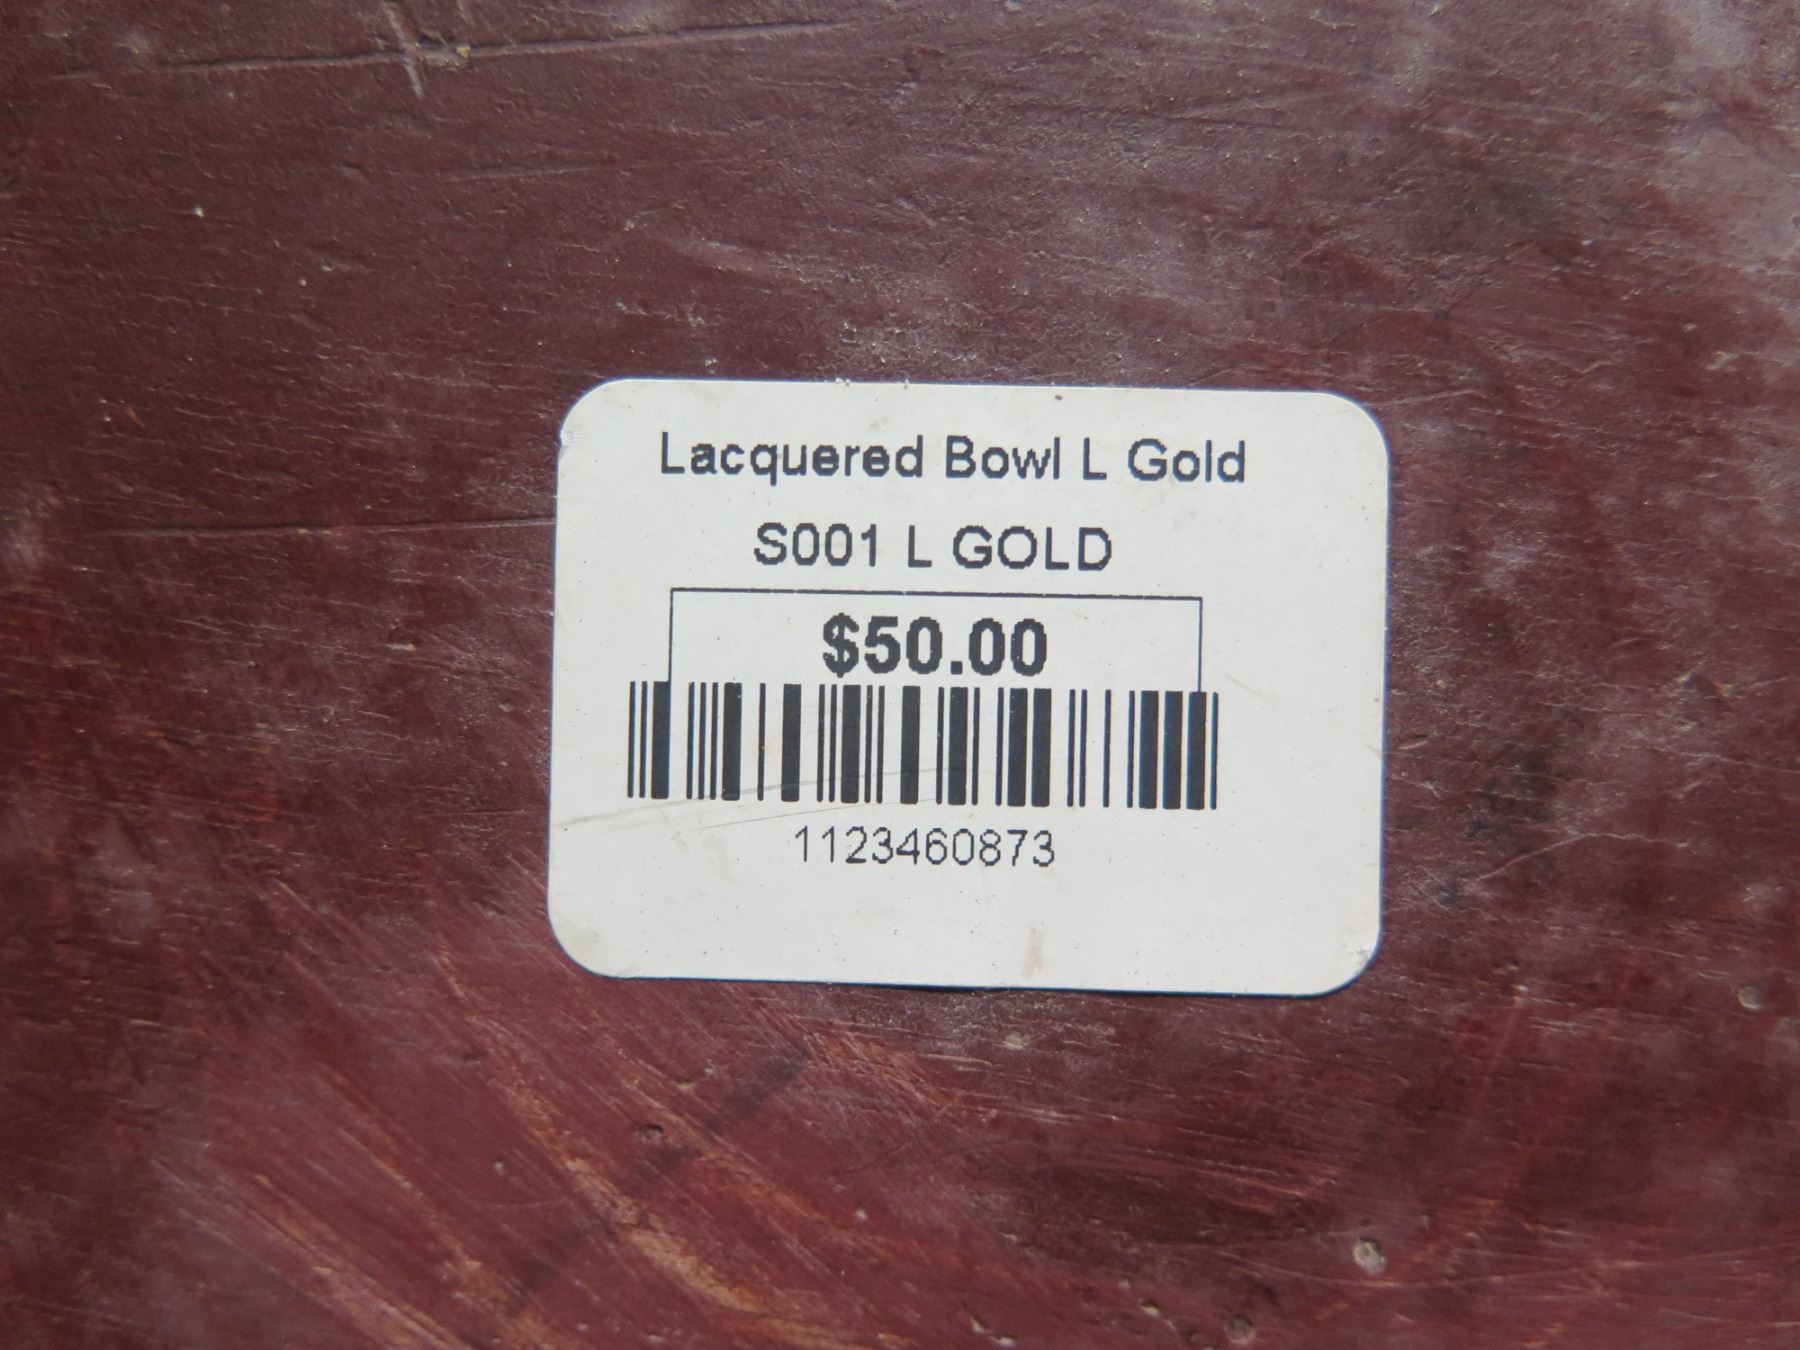 Lacquered Bowl L Gold
S001 L GOLD
$50.00
1123460873